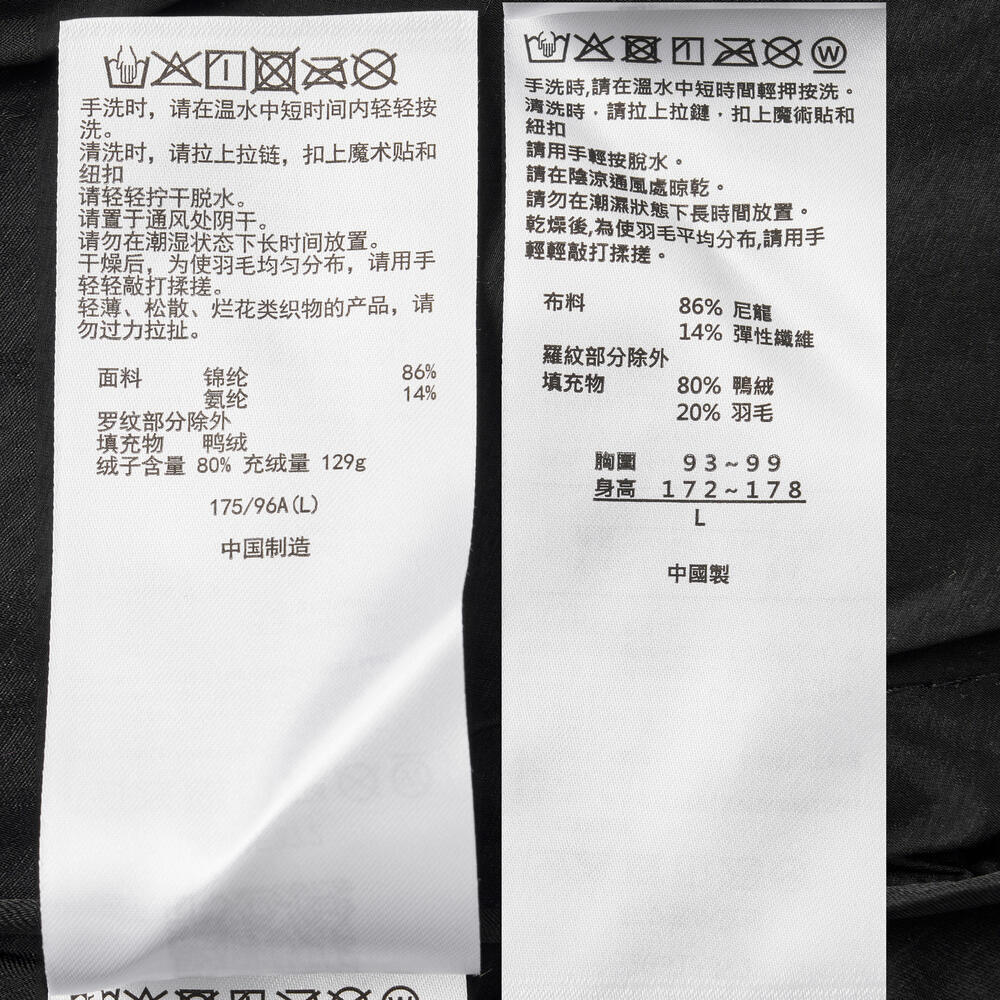 手洗时，请在温水中短时间内轻轻按
洗。
清洗时，请拉上拉链，扣上魔术贴和
纽扣
请轻轻拧干脱水。
请置于通风处阴干。
请勿在潮湿状态下长时间放置。
干燥后，为使羽毛均匀分布，请用手
轻轻敲打揉搓。
轻薄、松散、烂花类织物的产品，请
勿过力拉扯。
面料 锦纶 86%
氨纶 14%
罗纹部分除外
填充物 鸭绒
绒子含量 80% 充绒量 129g
175/96A(L)
中国制造
W
手洗時,請在溫水中短時間輕押按洗。
清洗時，請拉上拉鏈，扣上魔術貼和
紐扣
請用手輕按脫水。
請在陰涼通風處晾乾。
請勿在潮濕狀態下長時間放置。
乾燥後,為使羽毛平均分布,請用手
輕輕敲打揉搓。
布料 86% 尼龍
14% 彈性纖維
羅紋部分除外
填充物 80% 鴨絨
20% 羽毛
胸圍 93~99
身高 172~178
L
中國製